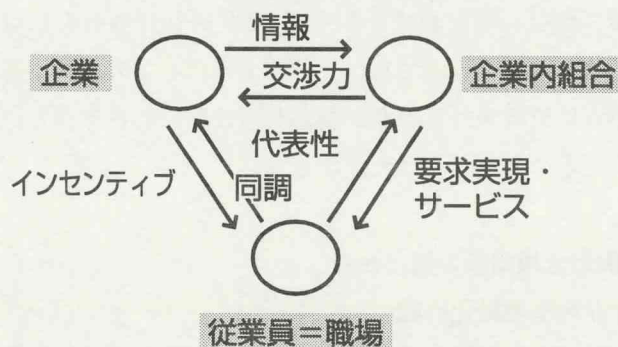 情報
企業
交渉力
企業内組合
代表性
インセンティブ
同調
要求実現・
サービス
従業員＝職場